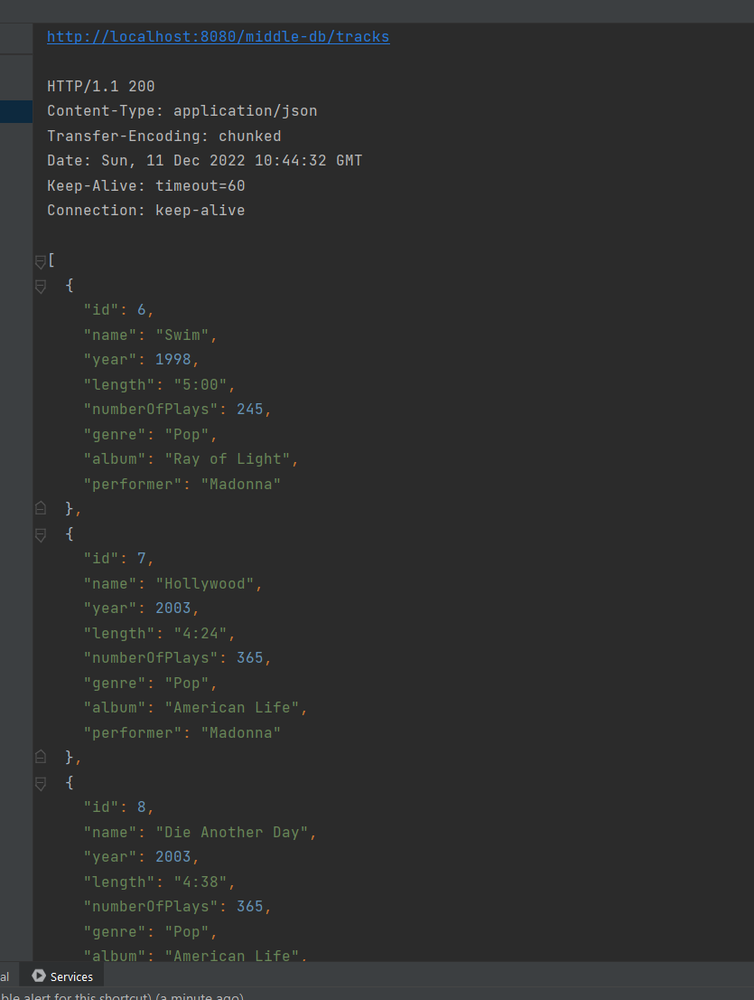 http://localhost:8080/middle-db/tracks
HTTP/1.1 200
Content-Type: application/json
Transfer-Encoding: chunked
Date: Sun, 11 Dec 2022 10:44:32 GMT
Keep-Alive: timeout=60
Connection: keep-alive
[
{
"id": 6,
"name": "Swim",
"year": 1998,
"length": "5:00",
"numberOfPlays": 245,
"genre": "Pop",
"album": "Ray of Light",
"performer": "Madonna"
},
{
"id": 7,
"name": "Hollywood",
"year": 2003,
"length": "4:24",
"numberOfPlays": 365,
"genre": "Pop",
"album": "American Life",
"performer": "Madonna"
},
{
"id": 8,
"name": "Die Another Day",
"year": 2003,
"length": "4:38",
"numberOfPlays": 365,
"genre": "Pop",
"album": "American Life",
al Services
ble alert for this shortcut) (a minute ago)